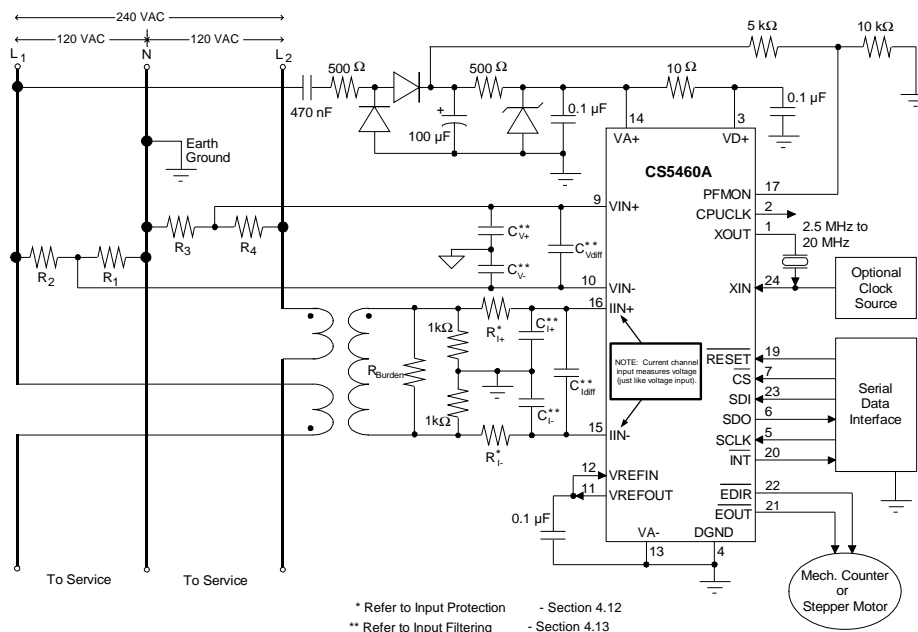 240 VAC
120 VAC 120 VAC
L1 N L2
5 kΩ 10 kΩ
500 Ω 500 Ω 10 Ω
470 nF
+
100 µF
0.1 µF
0.1 µF
14 3
VA+ VD+
Earth
Ground
CS5460A
PFMON 17
CPUCLK 2
XOUT 1
2.5 MHz to
20 MHz
XIN 24
Optional
Clock
Source
9 VIN+
R3 R4
CV+**
CVdiff**
CV-**
R2 R1
10 VIN-
16 IIN+
RI+*
CI+**
1kΩ
RBurden
NOTE: Current channel
input measures voltage
(just like voltage input).
CIdiff**
1kΩ
CI-**
15 IIN-
RI-*
RESET 19
CS 7
SDI 23
SDO 6
SCLK 5
INT 20
Serial
Data
Interface
12 VREFIN
11 VREFOUT
EDIR 22
EOUT 21
0.1 µF
VA- DGND
13 4
Mech. Counter
or
Stepper Motor
To Service To Service
* Refer to Input Protection - Section 4.12
** Refer to Input Filtering - Section 4.13